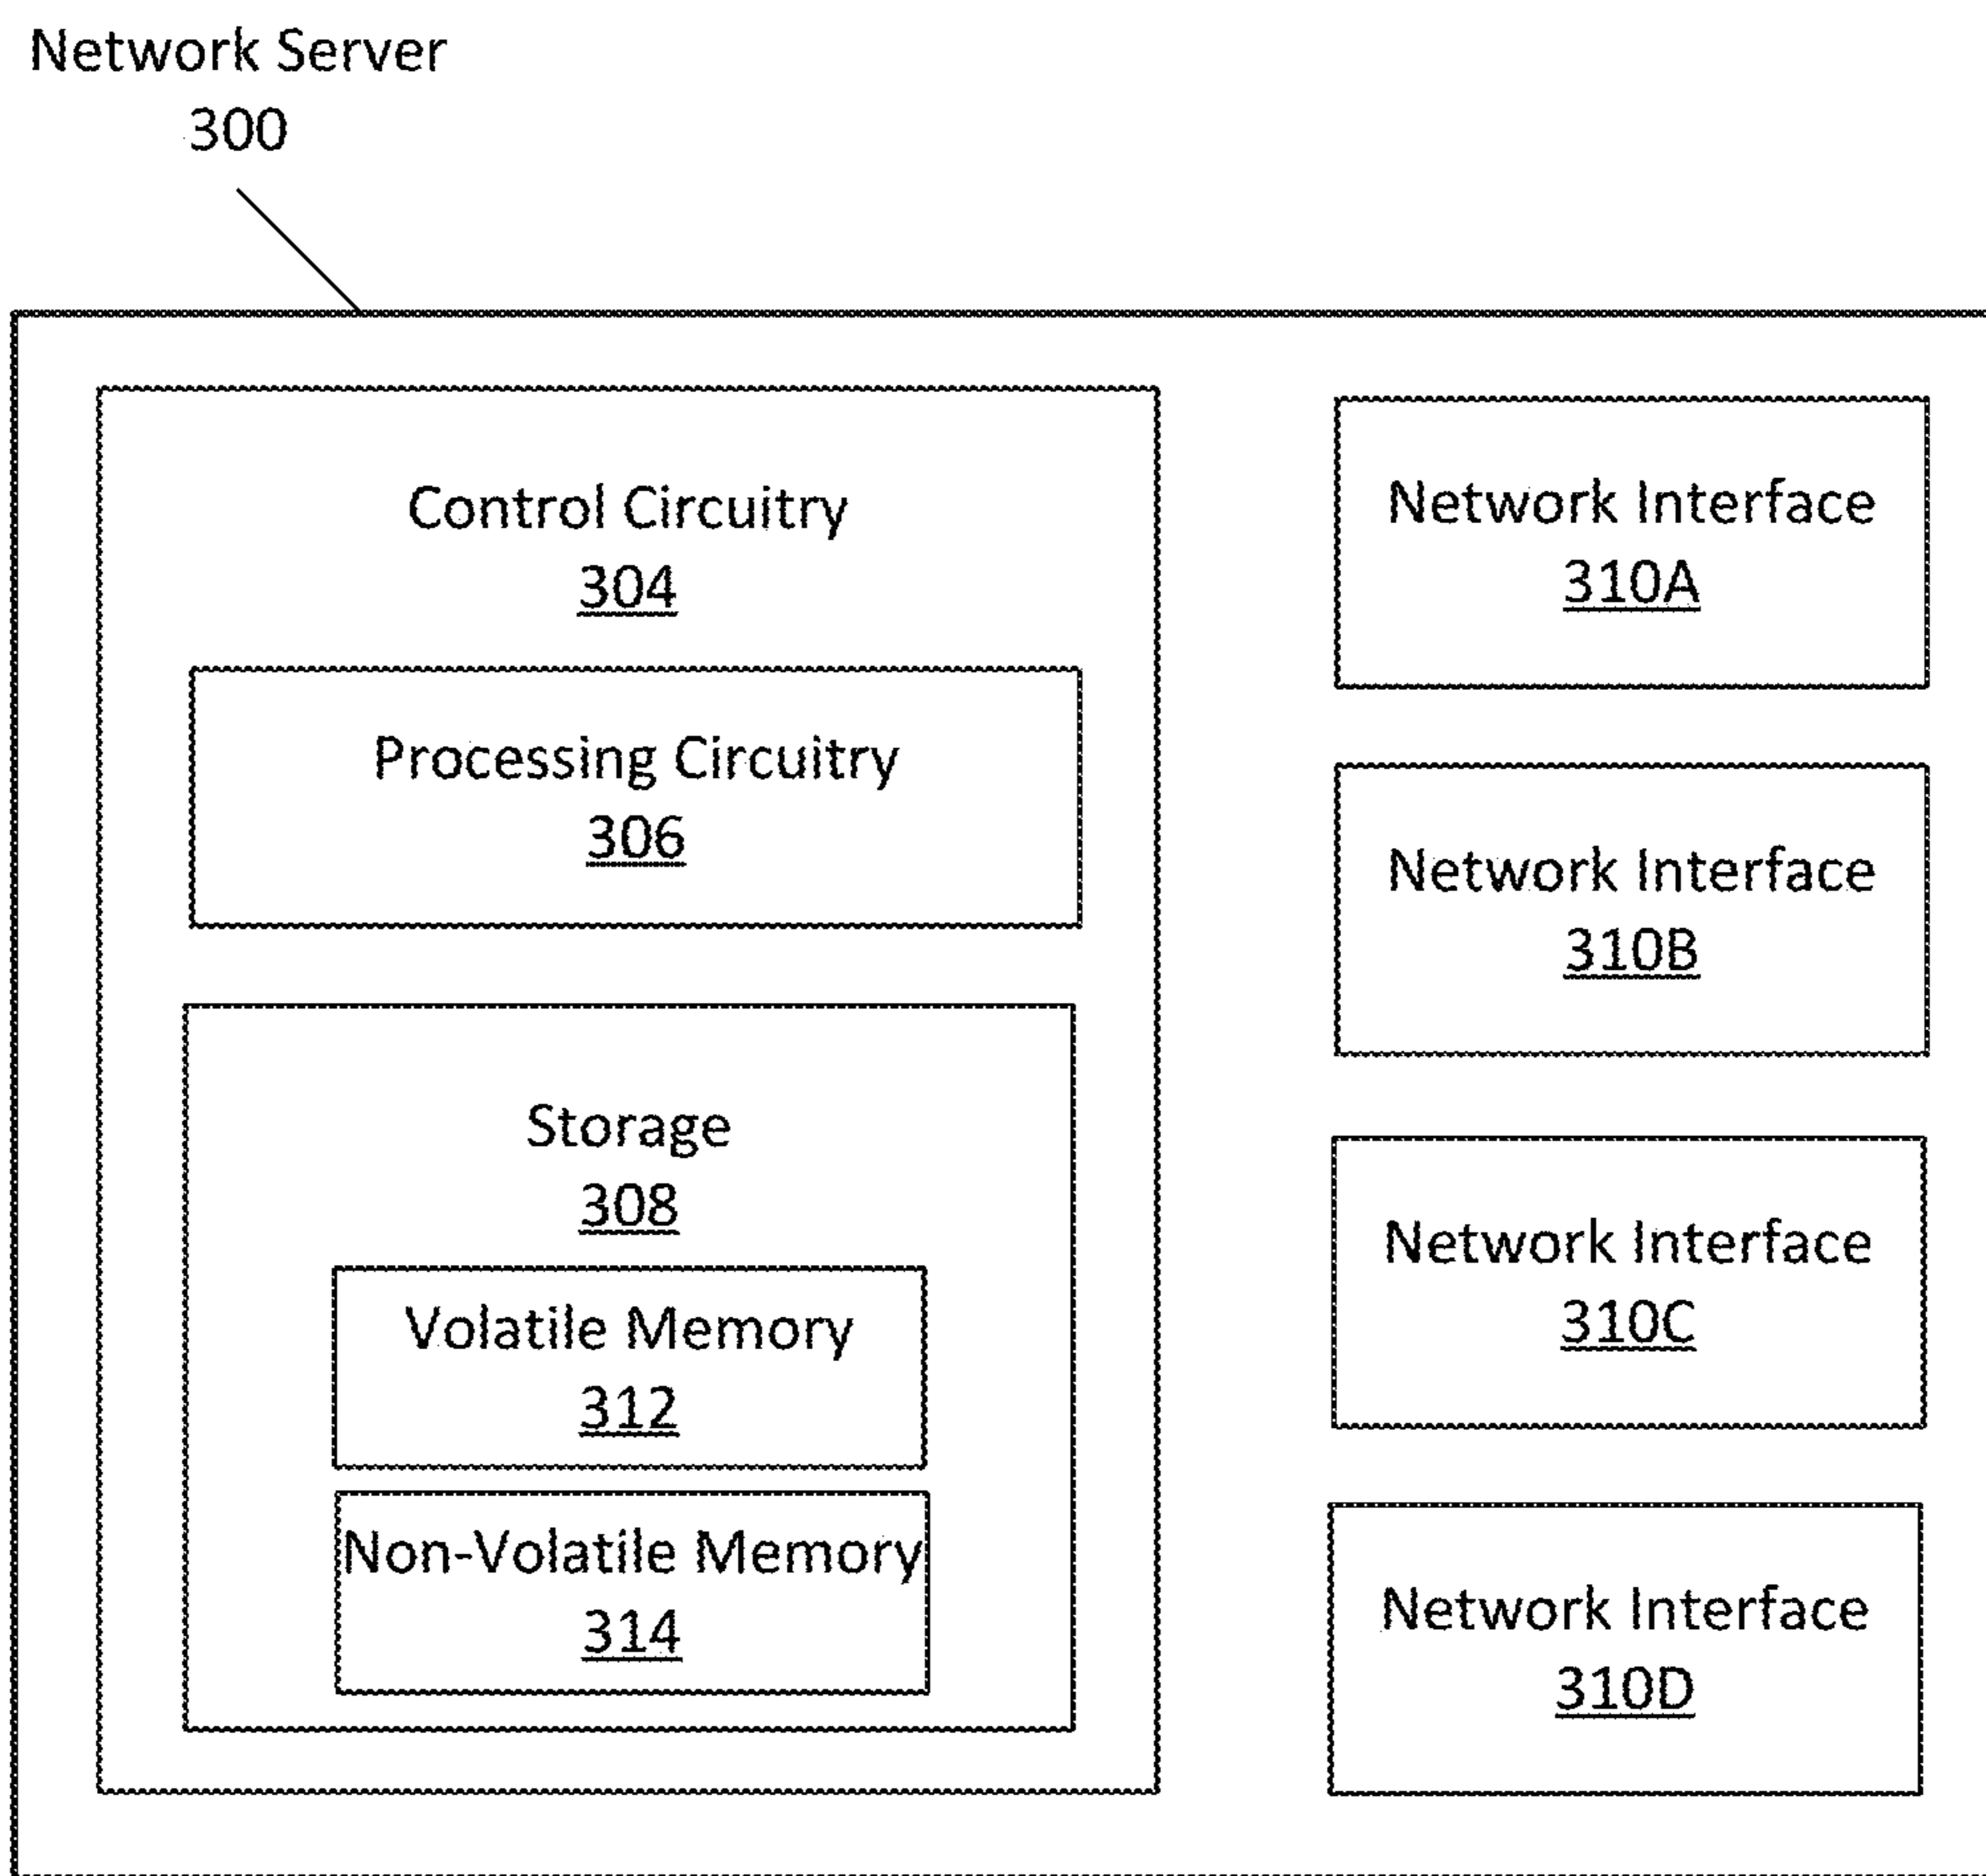 Network Server
300
Control Circuitry
304
Processing Circuitry
306
Storage
308
Volatile Memory
312
Non-Volatile Memory
314
Network Interface
310A
Network Interface
310B
Network Interface
310C
Network Interface
310D